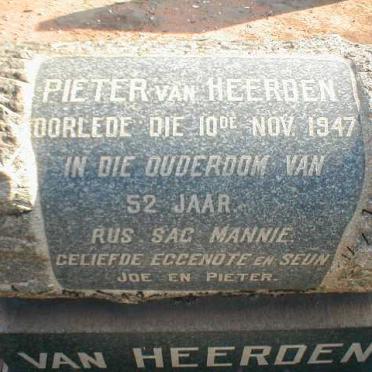 PIETER VAN HEERDEN
OORLEDE DIE 10DE NOV. 1947
IN DIE OUDERDOM VAN
52 JAAR
RUS SAG MANNIE.
GELIEFDE EGGENOTE EN SEUN
JOE EN PIETER.
VAN HEERDEN